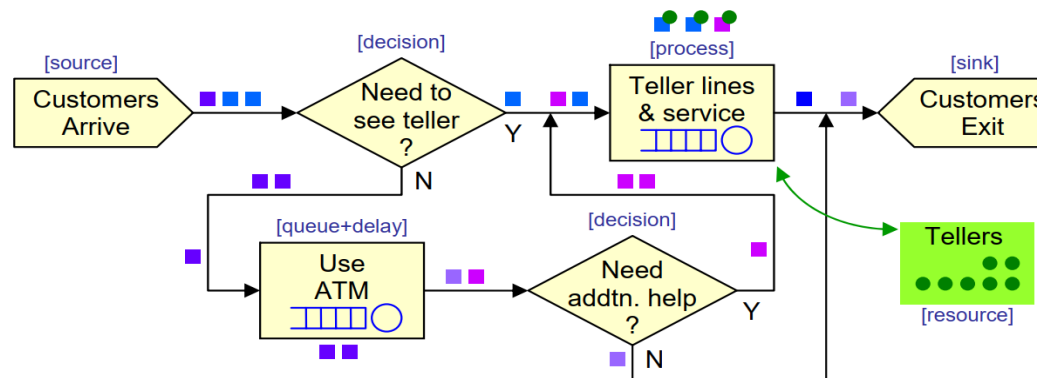 [source]
Customers
Arrive
[decision]
Need to
see teller
?
Y
N
[process]
Teller lines
& service
[sink]
Customers
Exit
[queue+delay]
Use
ATM
[decision]
Need
addtn. help
?
Y
N
Tellers
[resource]